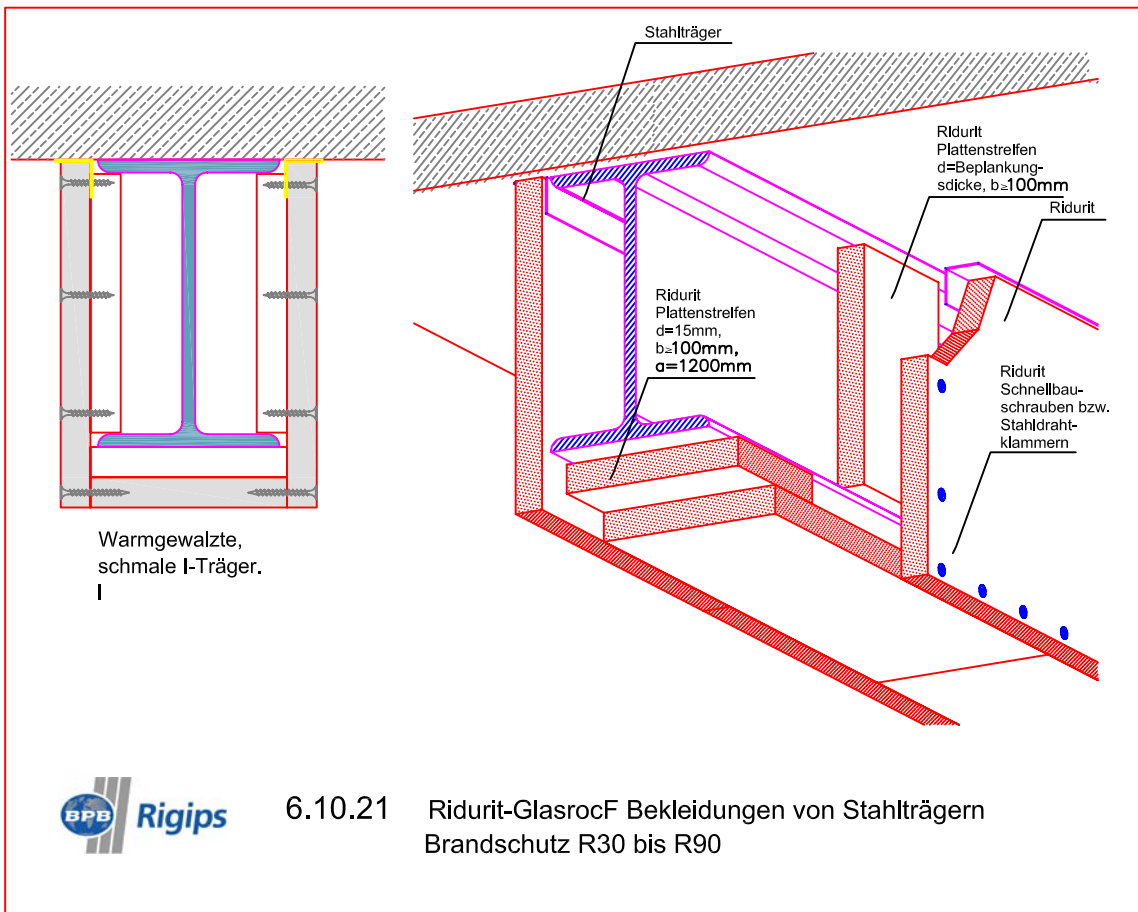 Stahlträger
Ridurit
Plattenstreifen
d=Beplankung-
sdicke, b≥100mm
Ridurit
Ridurit
Plattenstreifen
d=15mm,
b≥100mm,
a=1200mm
Ridurit
Schnellbau-
schrauben bzw.
Stahldraht-
klammern
Warmgewalzte,
schmale I-Träger.
I
BPB Rigips
6.10.21 Ridurit-GlasrocF Bekleidungen von Stahlträgern
Brandschutz R30 bis R90